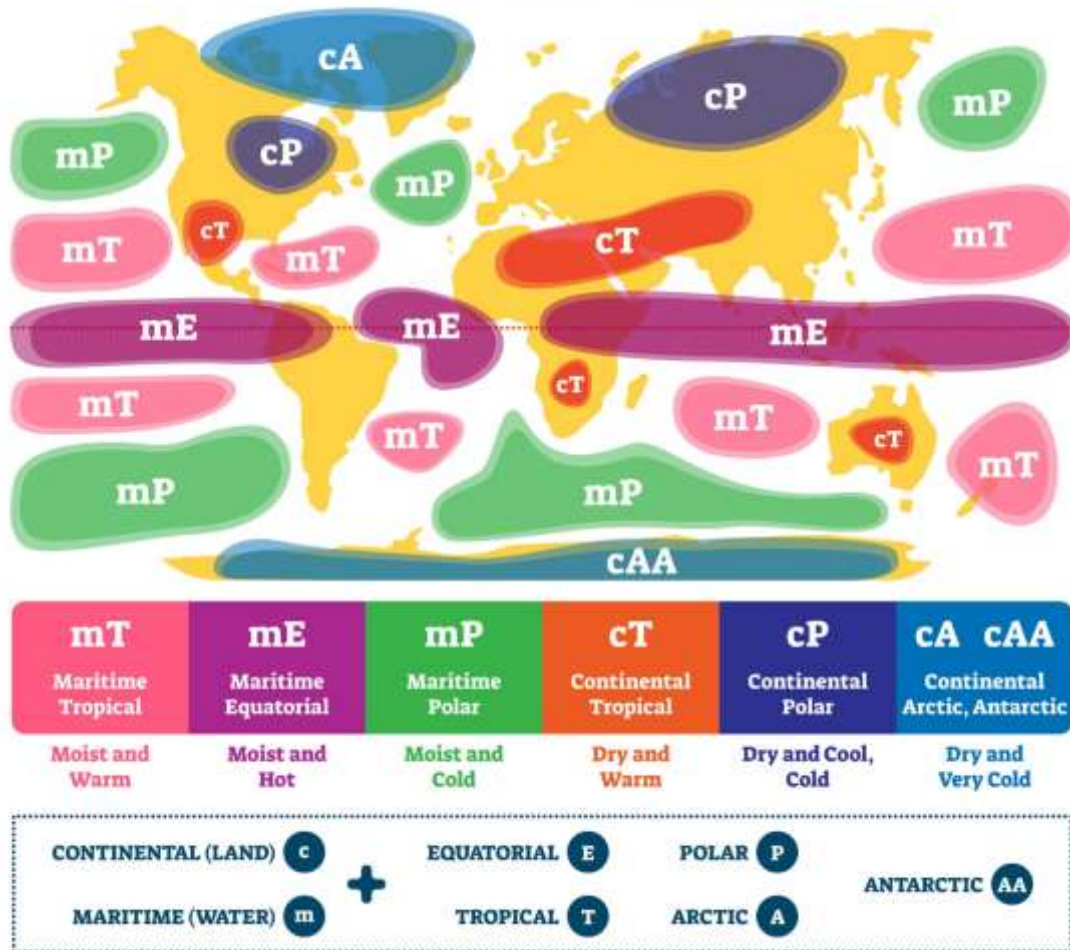 cA
cP
mP
mP
cP
mP
mT
cT
mT
cT
mT
mE
mE
mE
mT
cT
mT
mT
cT
mT
mP
mP
cAA
mT
Maritime
Tropical
Moist and
Warm
mE
Maritime
Equatorial
Moist and
Hot
mP
Maritime
Polar
Moist and
Cold
cT
Continental
Tropical
Dry and
Warm
cP
Continental
Polar
Dry and Cool,
Cold
cA cAA
Continental
Arctic, Antarctic
Dry and
Very Cold
CONTINENTAL (LAND) c
MARITIME (WATER) m
+
EQUATORIAL E
TROPICAL T
POLAR P
ARCTIC A
ANTARCTIC AA